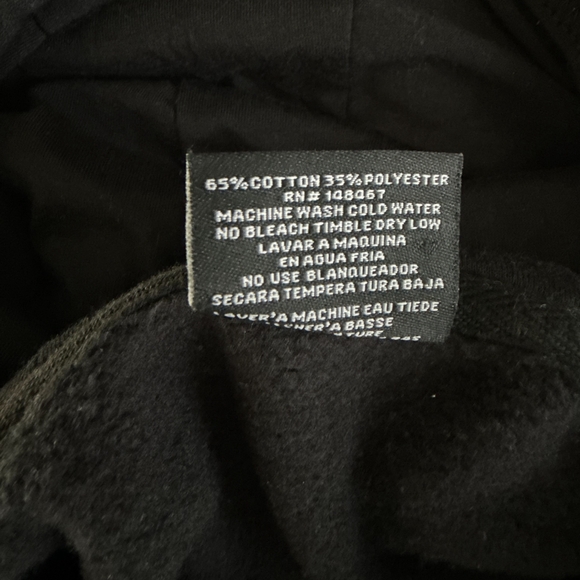 65% COTTON 35% POLYESTER
RN# 148467
MACHINE WASH COLD WATER
NO BLEACH TIMBLE DRY LOW
LAVAR A MAQUINA
EN AGUA FRIA
NO USE BLANQUEADOR
SECARA TEMPERA TURA BAJA
LAVER'A MACHINE EAU TIEDE
A BASSE